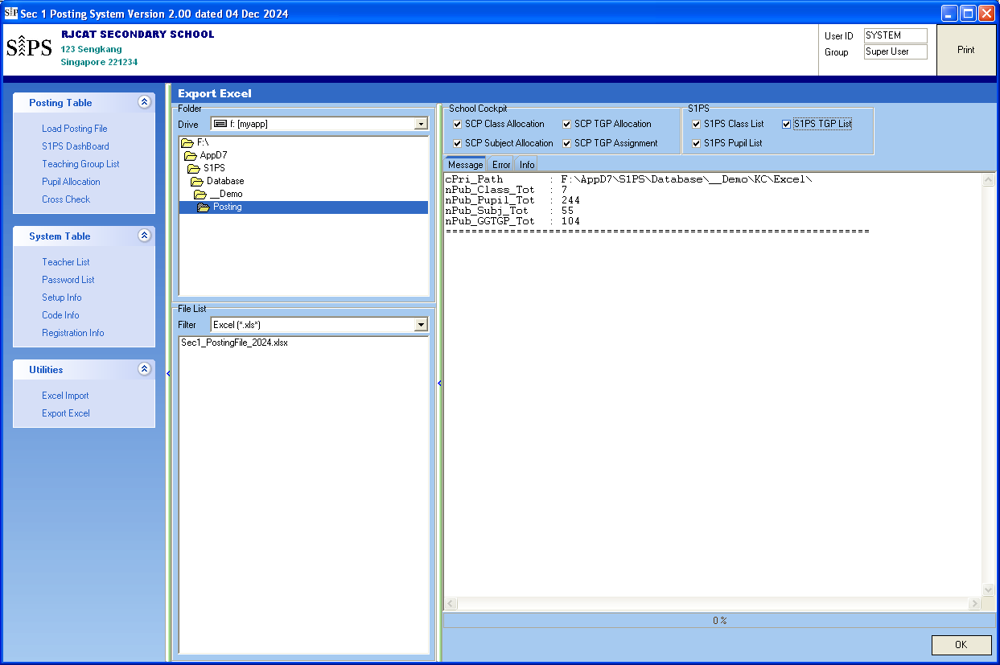 S1P Sec 1 Posting System Version 2.00 dated 04 Dec 2024
S1PS
RJCAT SECONDARY SCHOOL
123 Sengkang
Singapore 221234
User ID SYSTEM
Group Super User
Print
Posting Table
Load Posting File
S1PS DashBoard
Teaching Group List
Pupil Allocation
Cross Check
System Table
Teacher List
Password List
Setup Info
Code Info
Registration Info
Utilities
Excel Import
Export Excel
Export Excel
Folder
Drive f: [myapp]
F:\
AppD7
S1PS
Database
__Demo
Posting
File List
Filter Excel (*.xls*)
Sec1_PostingFile_2024.xlsx
School Cockpit
SCP Class Allocation SCP TGP Allocation
SCP Subject Allocation SCP TGP Assignment
S1PS
S1PS Class List S1PS TGP List
S1PS Pupil List
Message Error Info
cPri_Path : F:\AppD7\S1PS\Database\__Demo\KC\Excel\
nPub_Class_Tot : 7
nPub_Pupil_Tot : 244
nPub_Subj_Tot : 55
nPub_GGTGP_Tot : 104
==================================================================
0 %
OK